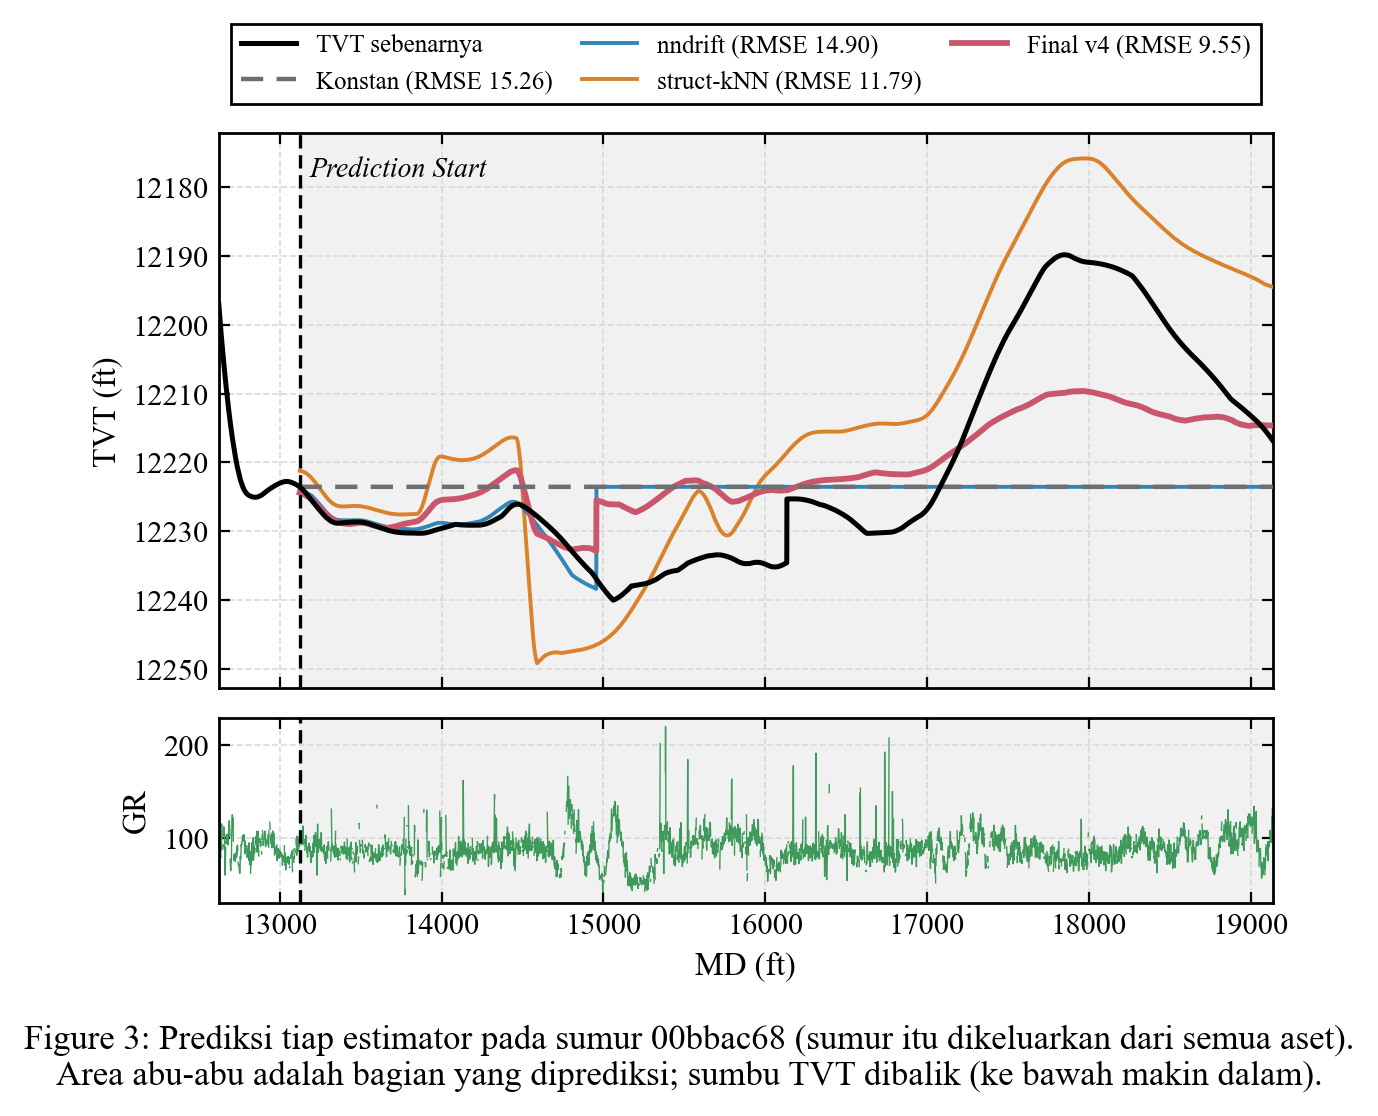 TVT sebenarnya
Konstan (RMSE 15.26)
nndrift (RMSE 14.90)
struct-kNN (RMSE 11.79)
Final v4 (RMSE 9.55)
Prediction Start
TVT (ft)
12180
12190
12200
12210
12220
12230
12240
12250
GR
200
100
13000
14000
15000
16000
17000
18000
19000
MD (ft)
Figure 3: Prediksi tiap estimator pada sumur 00bbac68 (sumur itu dikeluarkan dari semua aset).
Area abu-abu adalah bagian yang diprediksi; sumbu TVT dibalik (ke bawah makin dalam).